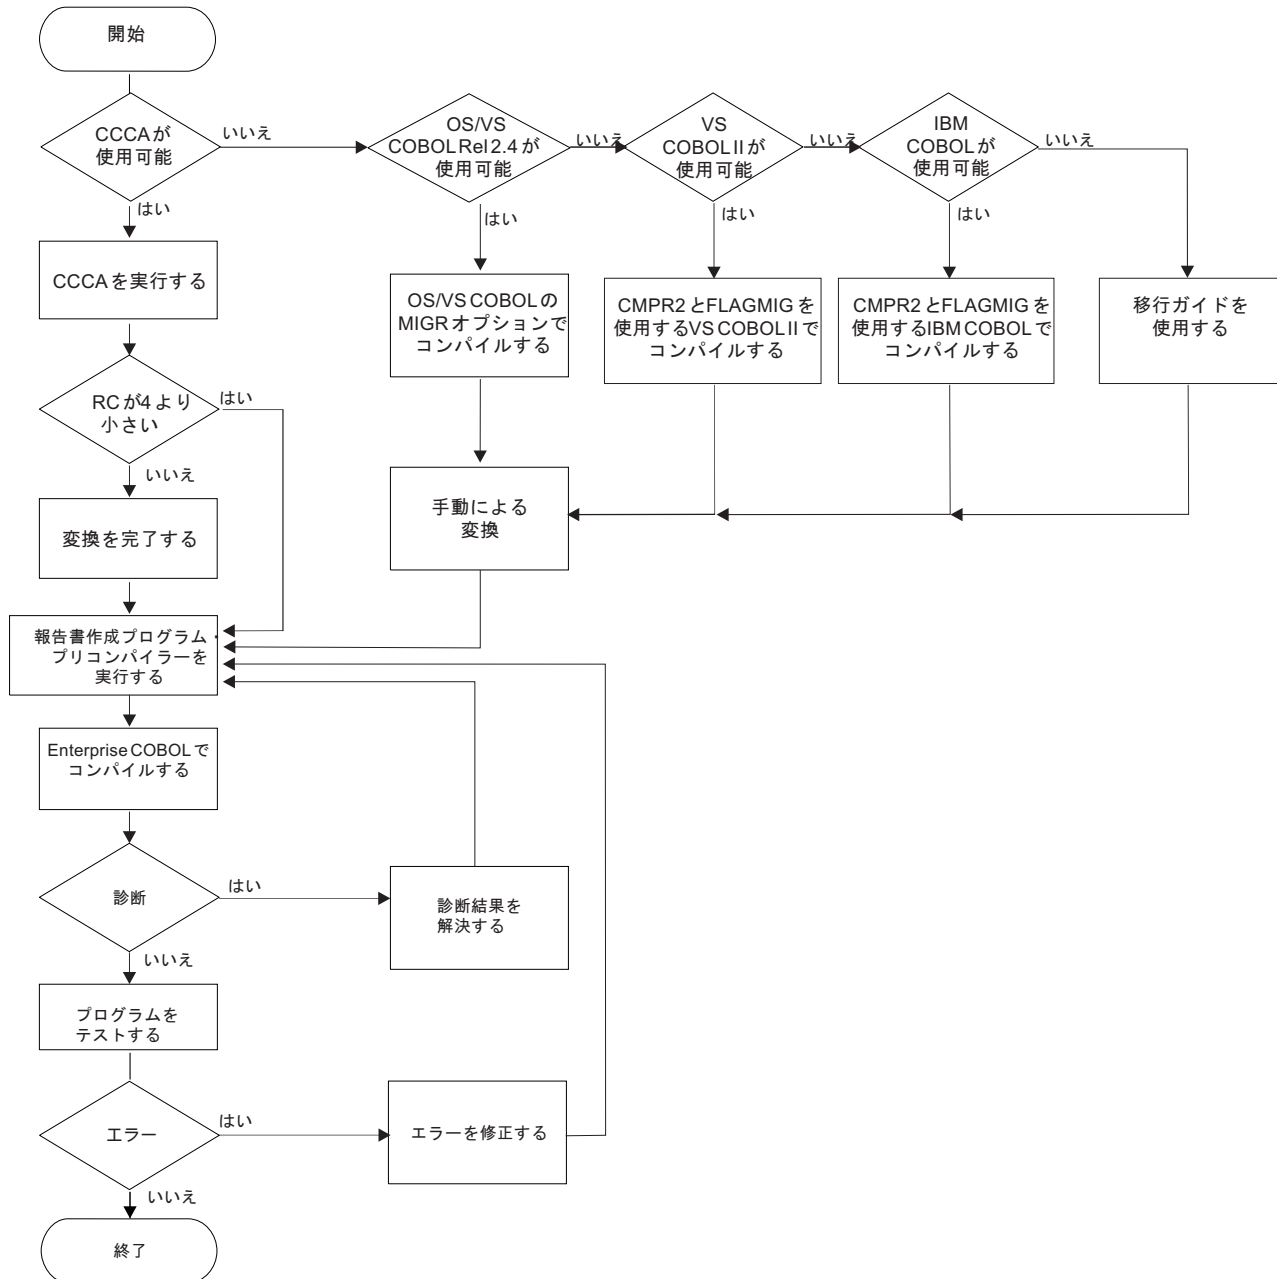 開始
CCCAが
使用可能
いいえ
OS/VS
COBOL Rel 2.4が
使用可能
いいえ
VS
COBOL IIが
使用可能
いいえ
IBM
COBOLが
使用可能
いいえ
はい
はい
はい
はい
CCCAを実行する
OS/VS COBOLの
MIGRオプションで
コンパイルする
CMPR2とFLAGMIGを
使用するVS COBOL IIで
コンパイルする
CMPR2とFLAGMIGを
使用するIBM COBOLで
コンパイルする
移行ガイドを
使用する
RCが4より
小さい
はい
いいえ
変換を完了する
手動による
変換
報告書作成プログラム・
プリコンパイラーを
実行する
Enterprise COBOLで
コンパイルする
診断
はい
診断結果を
解決する
いいえ
プログラムを
テストする
エラー
はい
エラーを修正する
いいえ
終了